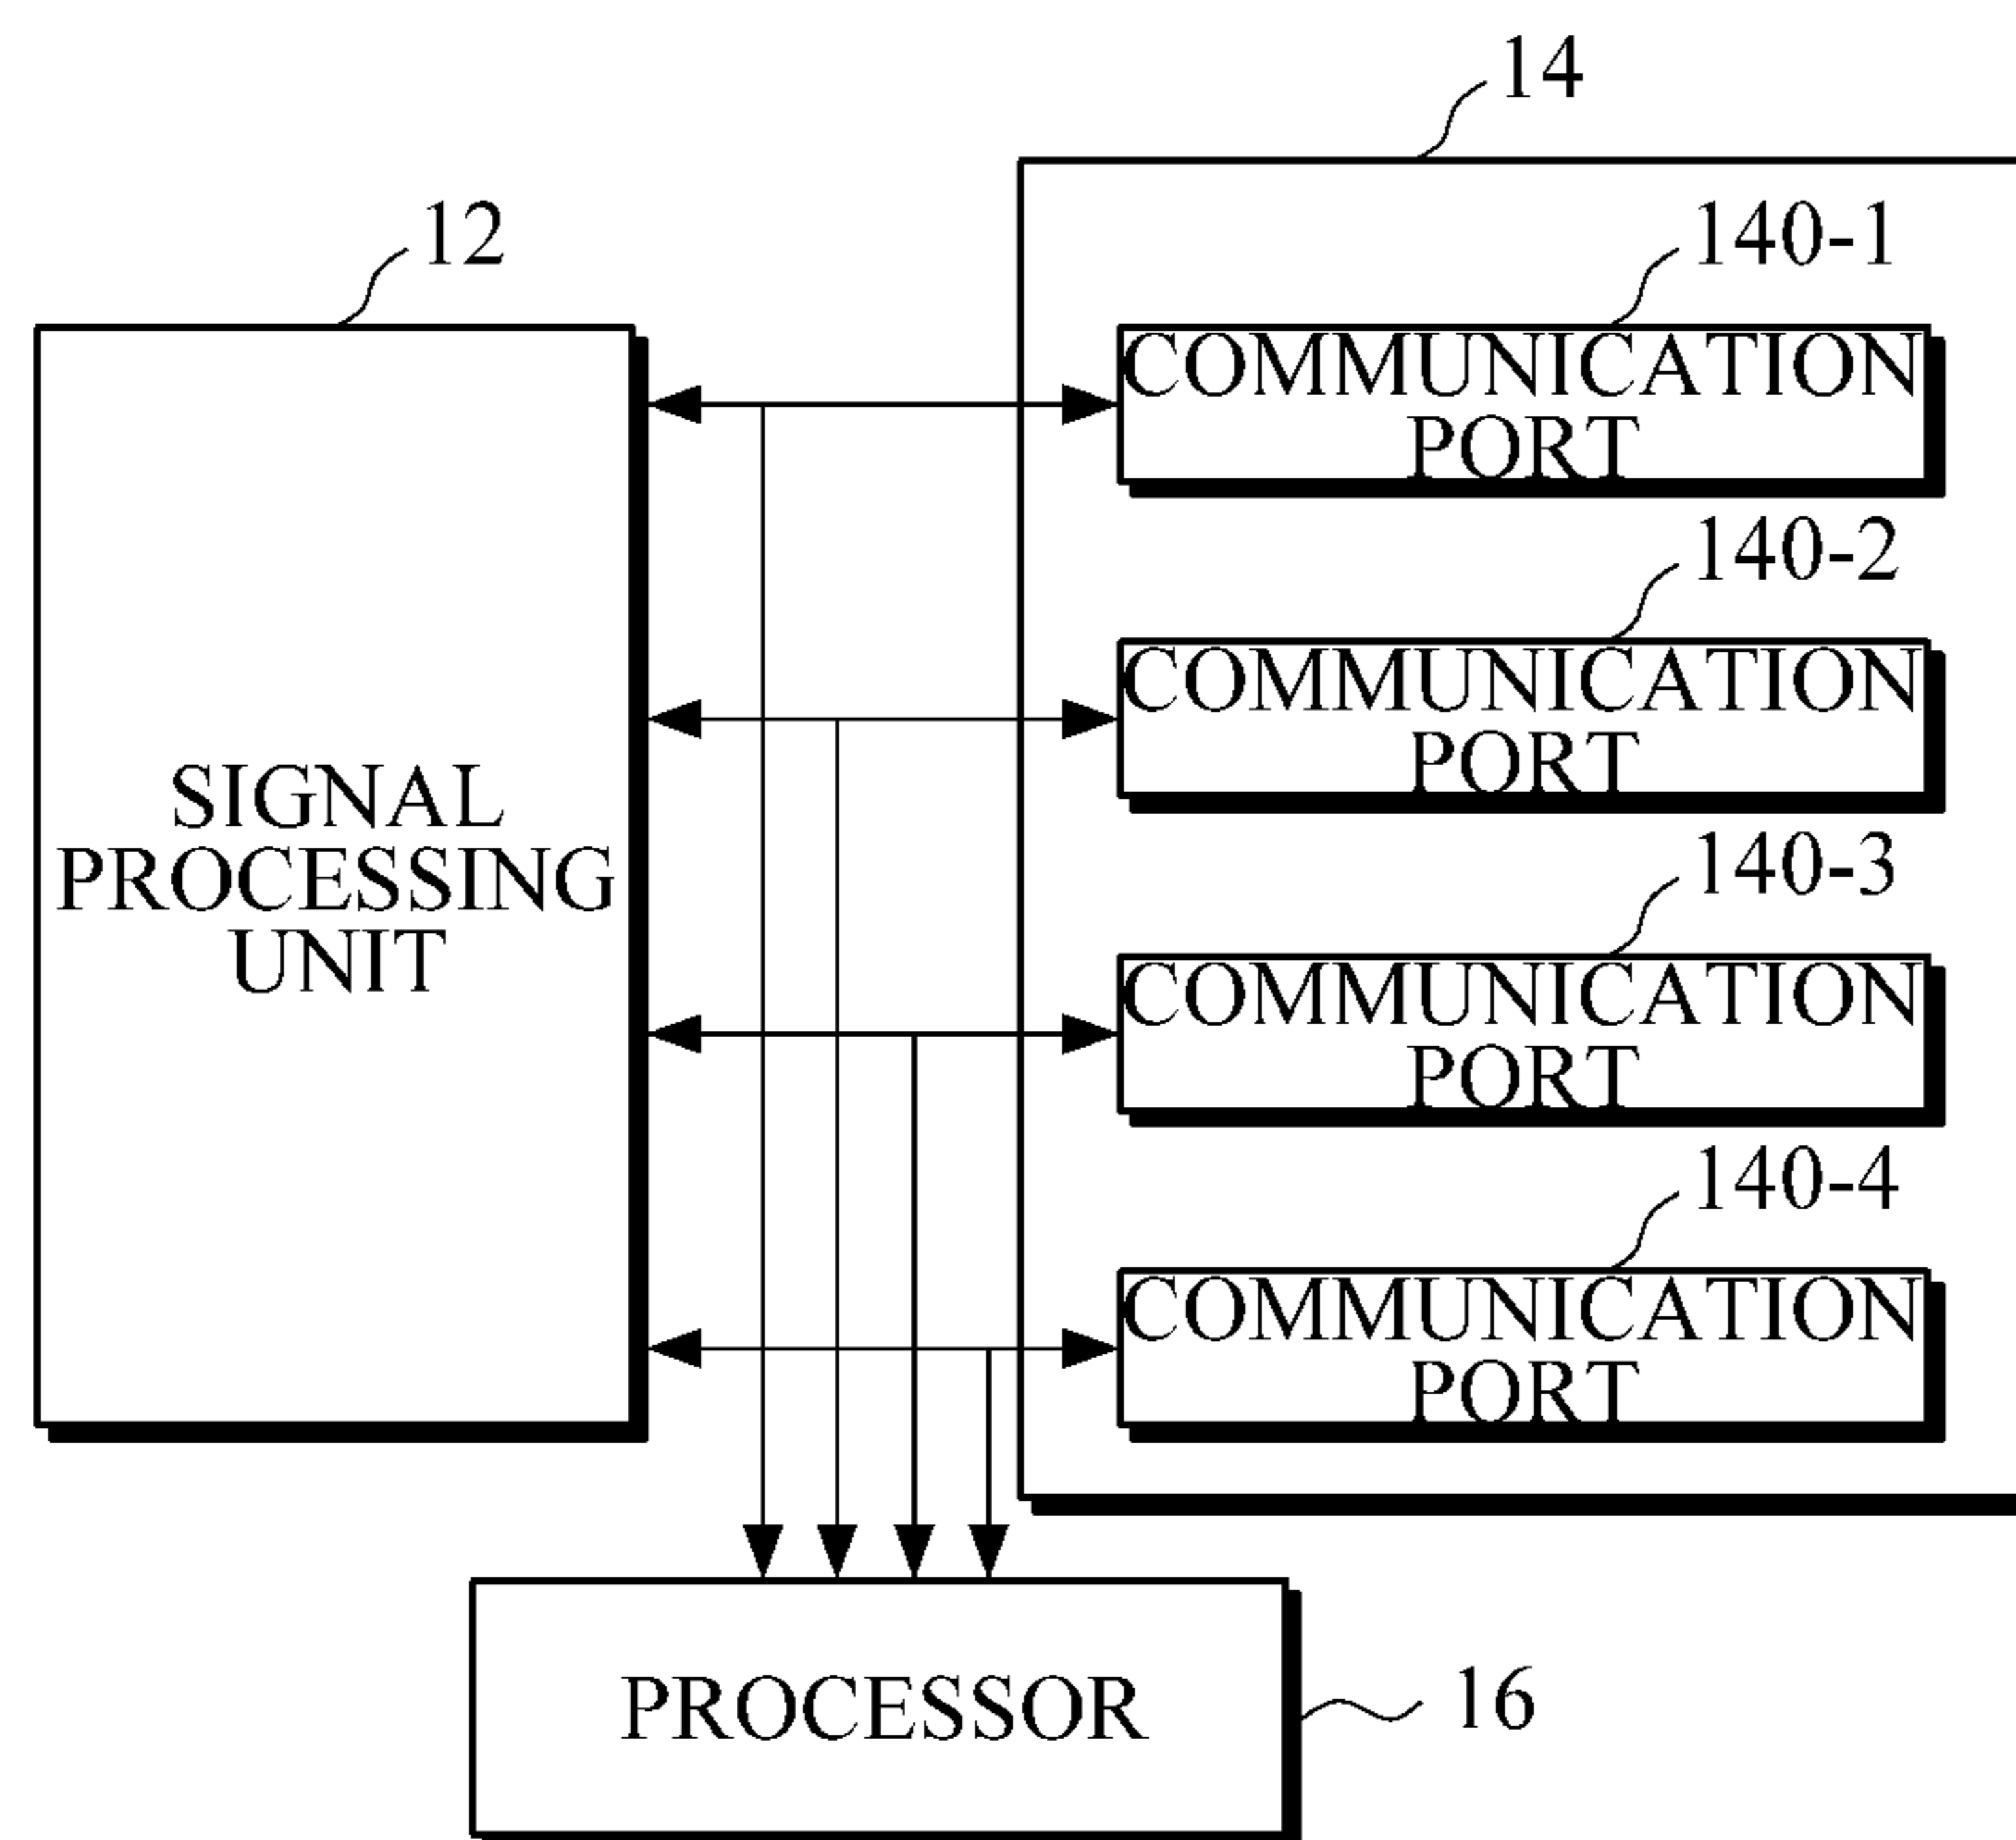 14
12
140-1
COMMUNICATION
PORT
140-2
COMMUNICATION
PORT
SIGNAL
PROCESSING
UNIT
140-3
COMMUNICATION
PORT
140-4
COMMUNICATION
PORT
PROCESSOR
16